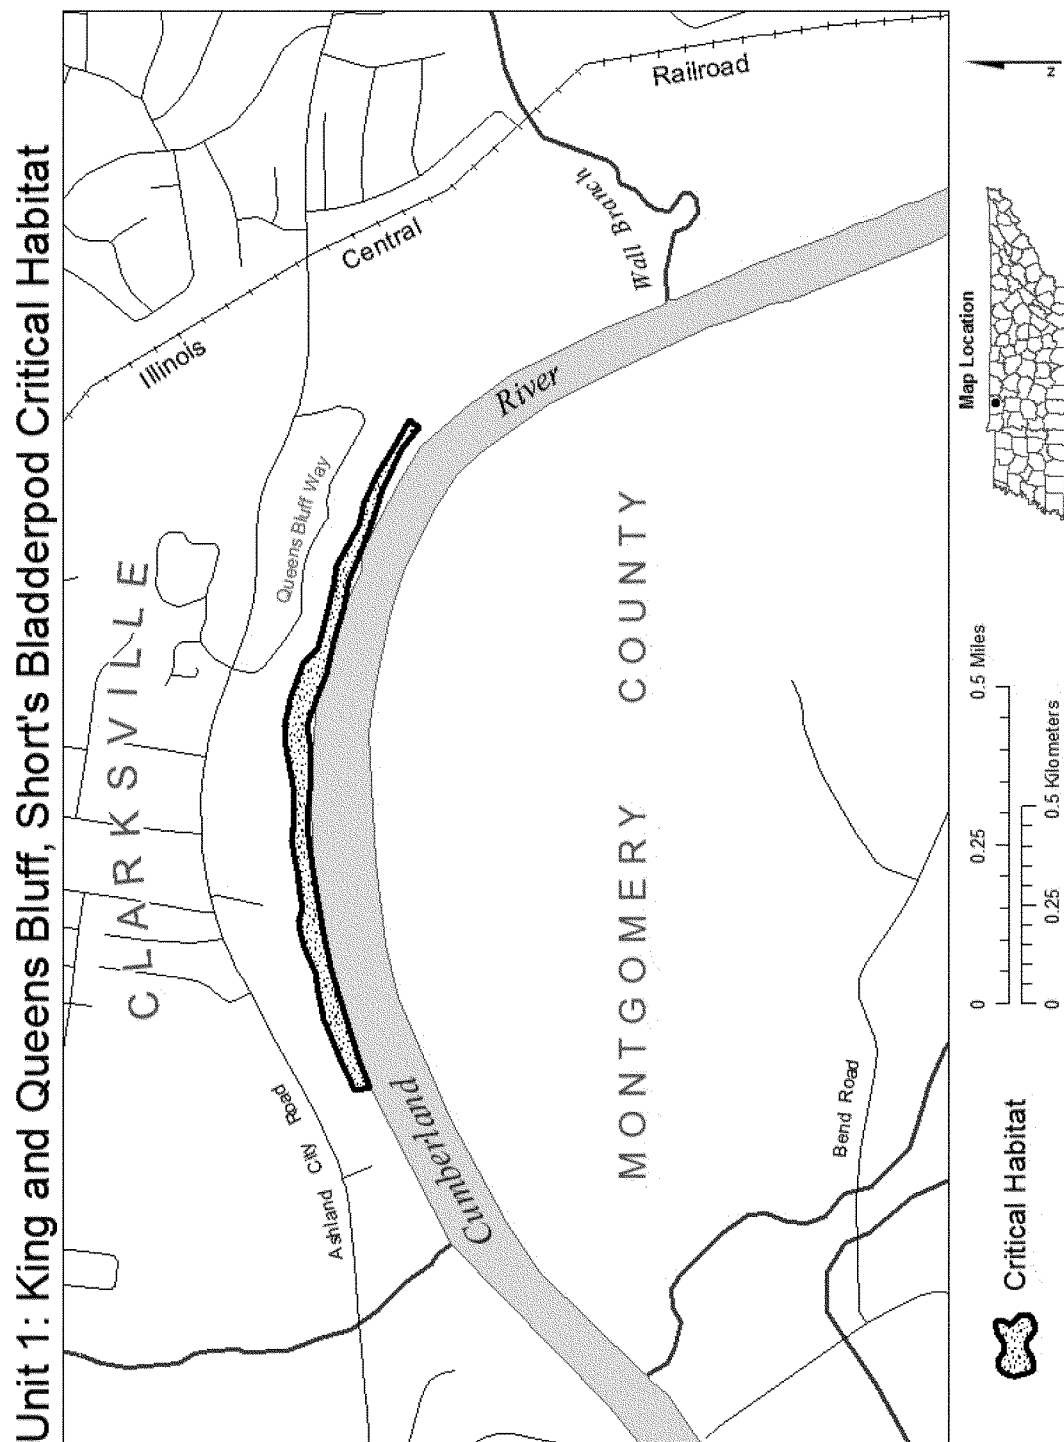 Unit 1: King and Queens Bluff, Short's Bladderpod Critical Habitat
CLARKSVILLE
Illinois
Central
Railroad
Queens Bluff Way
Wall Branch
Ashland City Road
Cumberland
River
MONTGOMERY COUNTY
Bend Road
Critical Habitat
0 0.25 0.5 Miles
0 0.25 0.5 Kilometers
Map Location
N